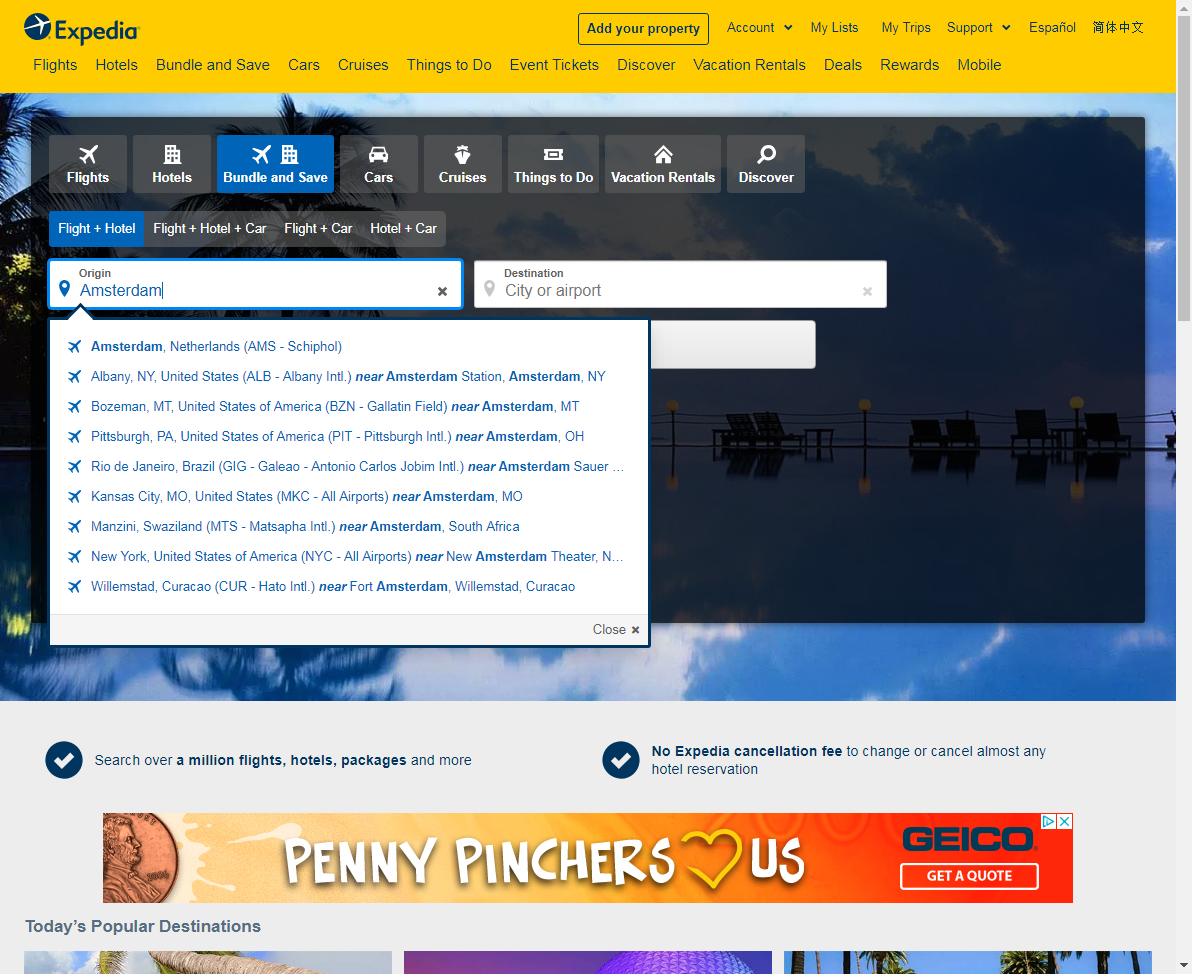 Expedia
Add your property
Account
My Lists
My Trips
Support
Español
简体中文
Flights
Hotels
Bundle and Save
Cars
Cruises
Things to Do
Event Tickets
Discover
Vacation Rentals
Deals
Rewards
Mobile
Flights
Hotels
Bundle and Save
Cars
Cruises
Things to Do
Vacation Rentals
Discover
Flight + Hotel
Flight + Hotel + Car
Flight + Car
Hotel + Car
Origin
Amsterdam
Destination
City or airport
Amsterdam, Netherlands (AMS - Schiphol)
Albany, NY, United States (ALB - Albany Intl.) near Amsterdam Station, Amsterdam, NY
Bozeman, MT, United States of America (BZN - Gallatin Field) near Amsterdam, MT
Pittsburgh, PA, United States of America (PIT - Pittsburgh Intl.) near Amsterdam, OH
Rio de Janeiro, Brazil (GIG - Galeao - Antonio Carlos Jobim Intl.) near Amsterdam Sauer ...
Kansas City, MO, United States (MKC - All Airports) near Amsterdam, MO
Manzini, Swaziland (MTS - Matsapha Intl.) near Amsterdam, South Africa
New York, United States of America (NYC - All Airports) near New Amsterdam Theater, N...
Willemstad, Curacao (CUR - Hato Intl.) near Fort Amsterdam, Willemstad, Curacao
Close
Search over a million flights, hotels, packages and more
No Expedia cancellation fee to change or cancel almost any
hotel reservation
PENNY PINCHERS US
GEICO
GET A QUOTE
Today's Popular Destinations